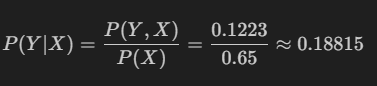 P(Y|X) = P(Y, X) / P(X) = 0.1223 / 0.65 ≈ 0.18815